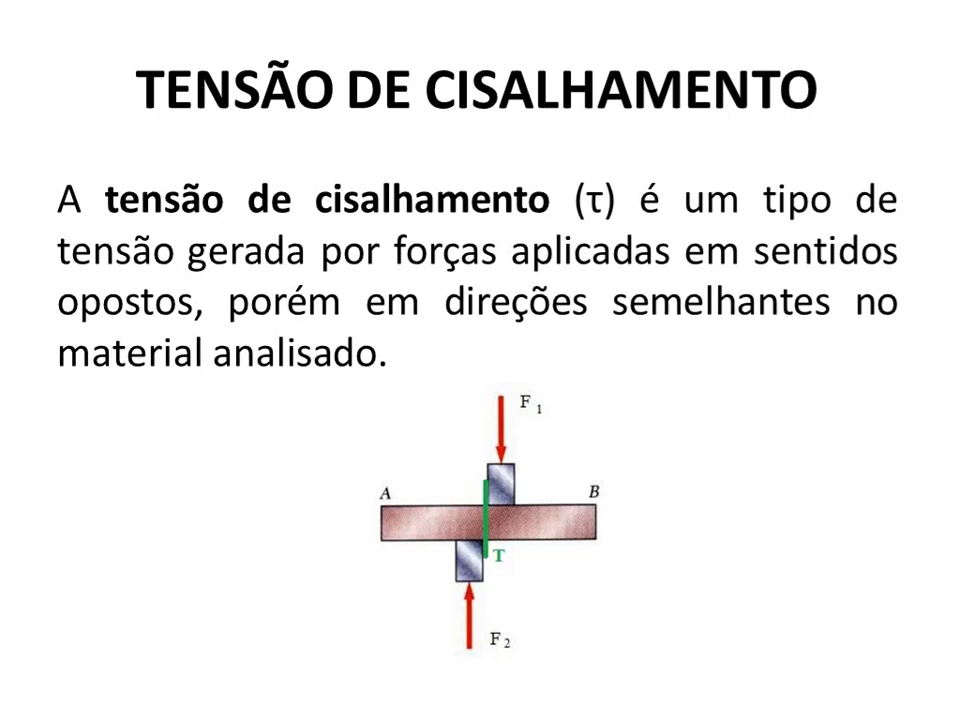 TENSÃO DE CISALHAMENTO
A tensão de cisalhamento (τ) é um tipo de
tensão gerada por forças aplicadas em sentidos
opostos, porém em direções semelhantes no
material analisado.
F 1
A
B
T
F 2